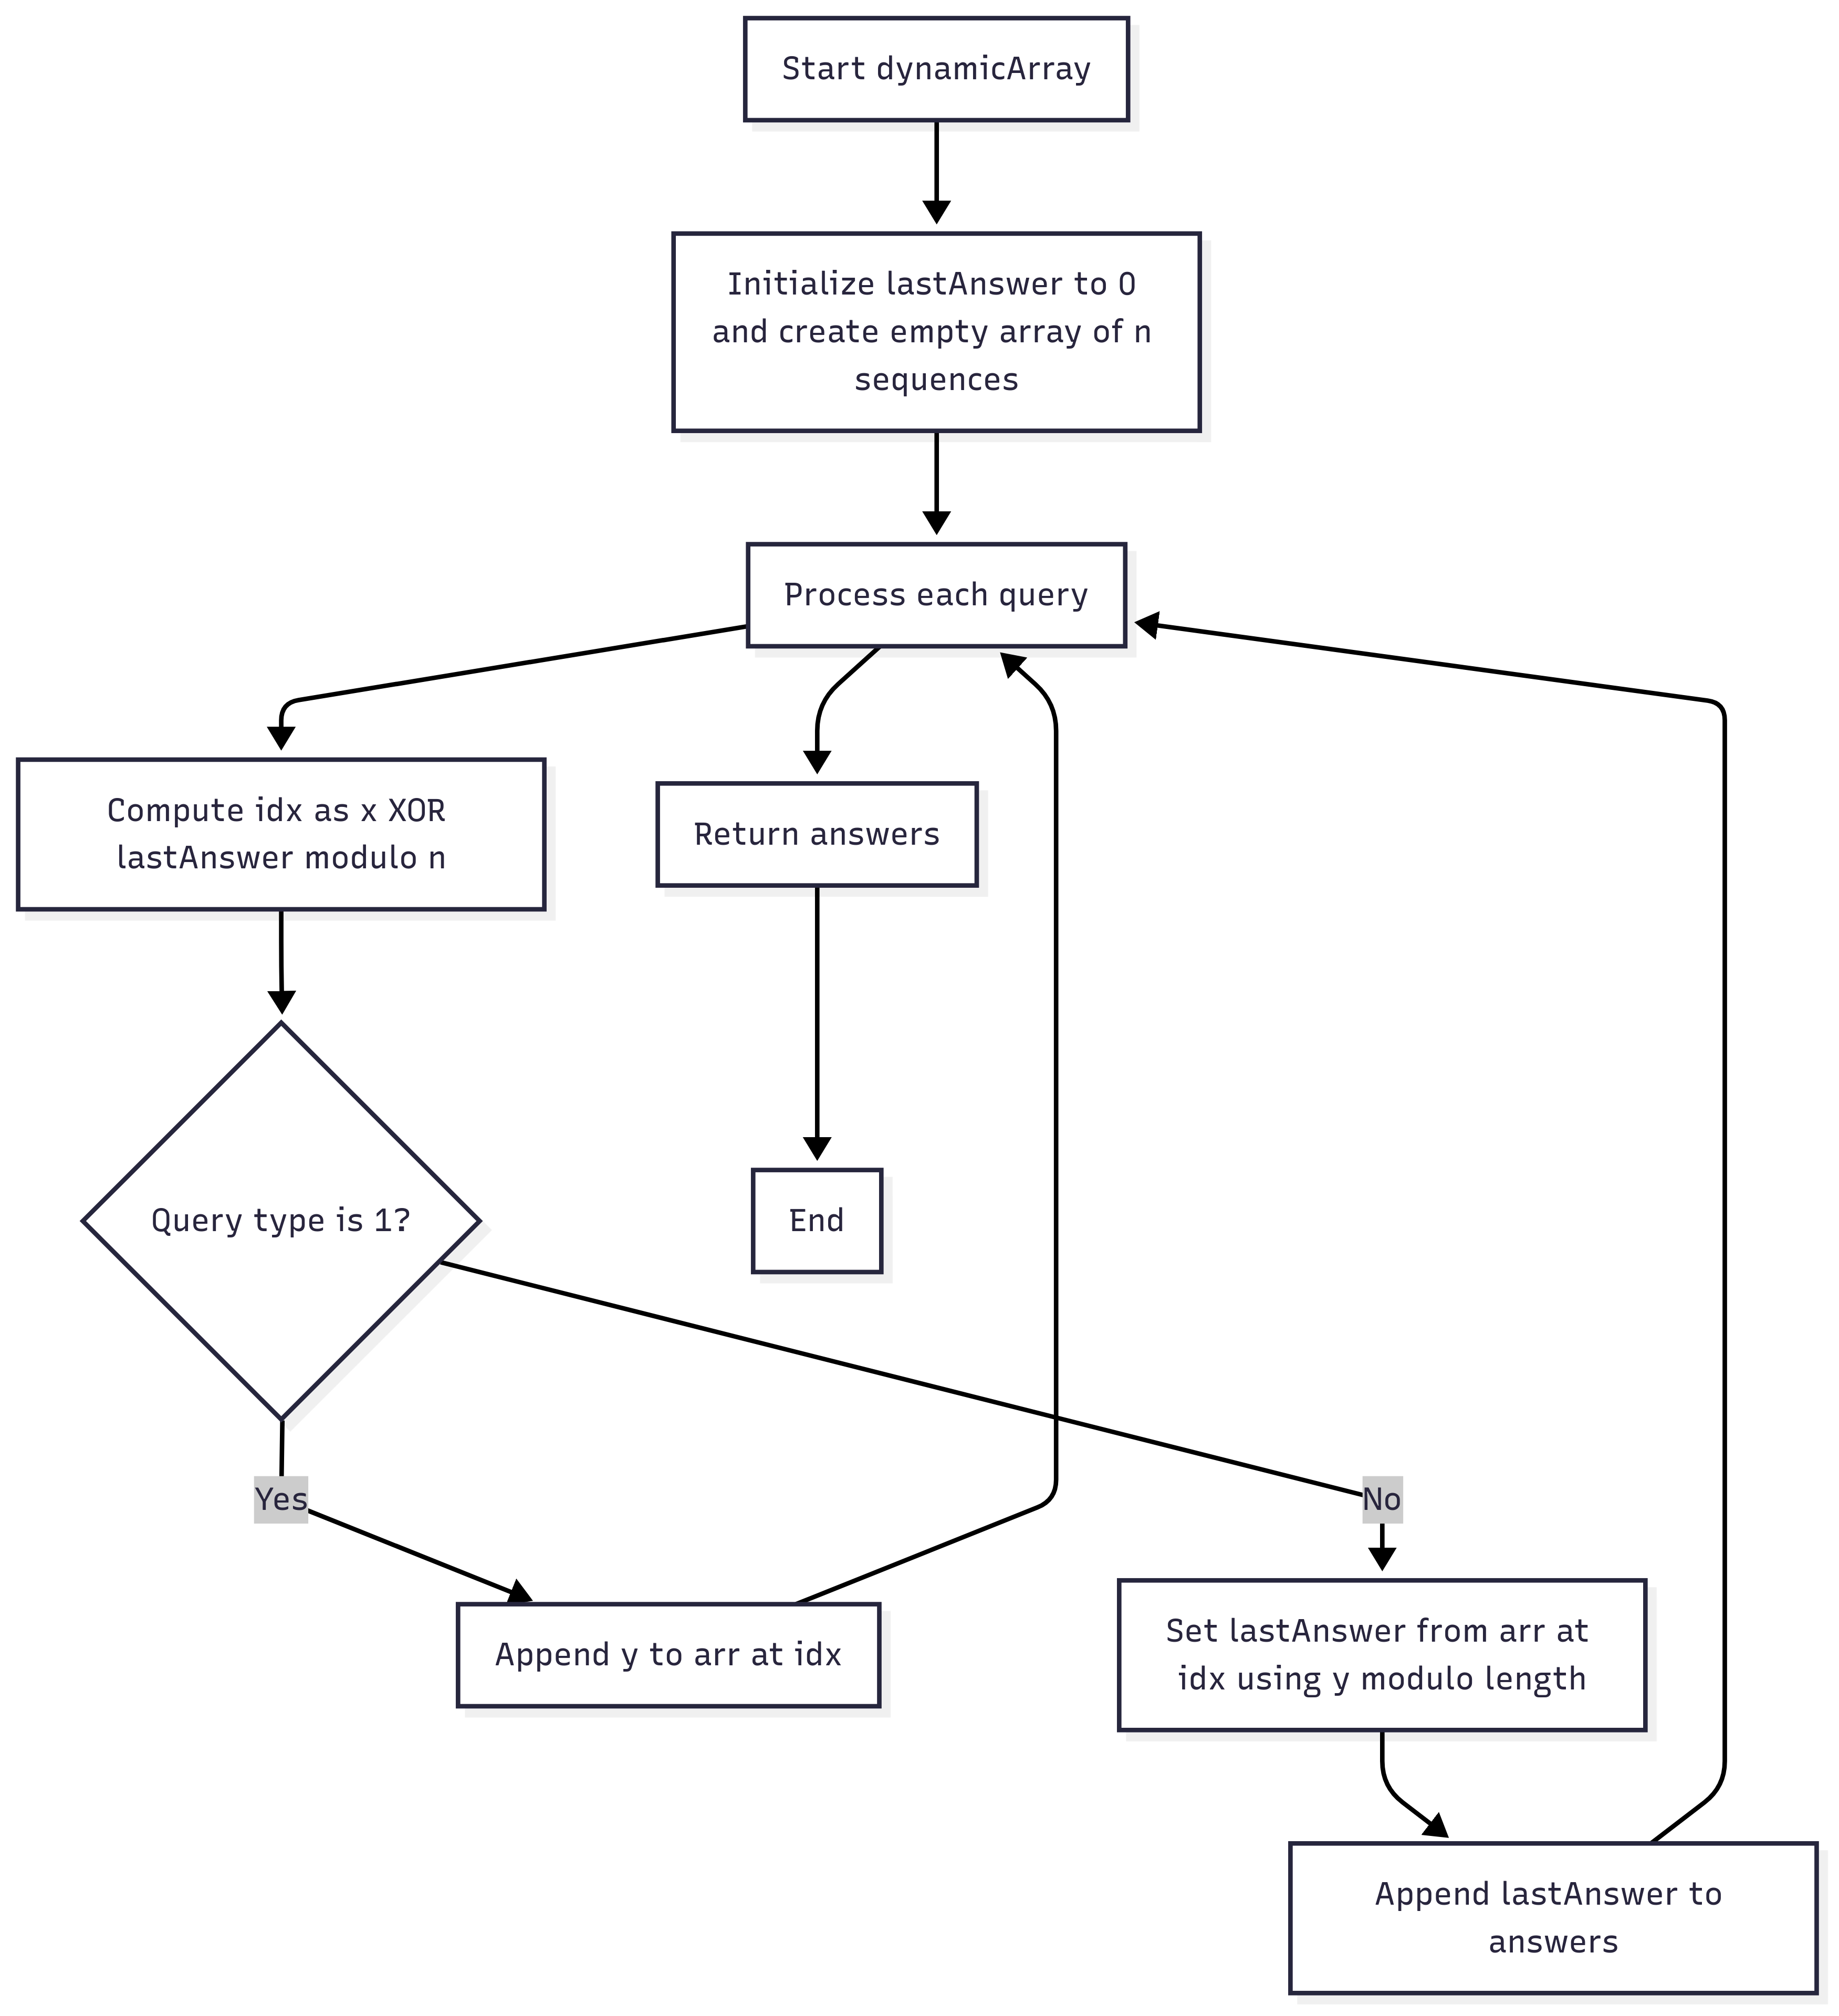 Start dynamicArray
Initialize lastAnswer to 0
and create empty array of n
sequences
Process each query
Compute idx as x XOR
lastAnswer modulo n
Return answers
Query type is 1?
End
Yes
No
Append y to arr at idx
Set lastAnswer from arr at
idx using y modulo length
Append lastAnswer to
answers